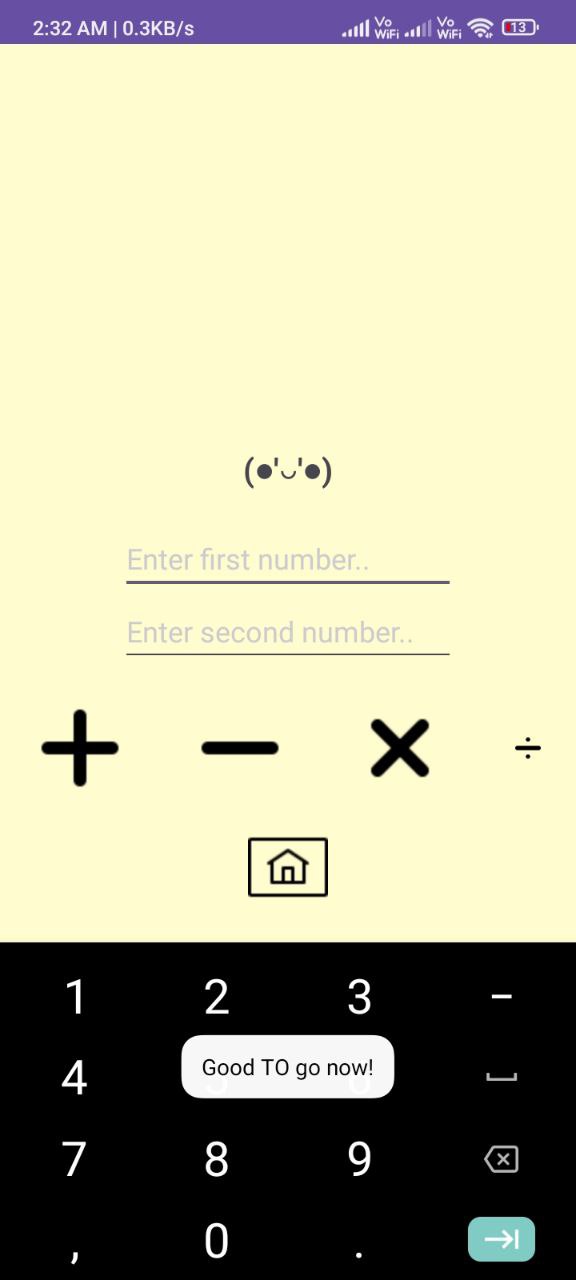 2:32 AM | 0.3KB/s Vo WiFi Vo WiFi 13
(●'ᴗ'●)
Enter first number..
Enter second number..
+ − × ÷
1 2 3 −
4
Good TO go now!
7 8 9
, 0 .